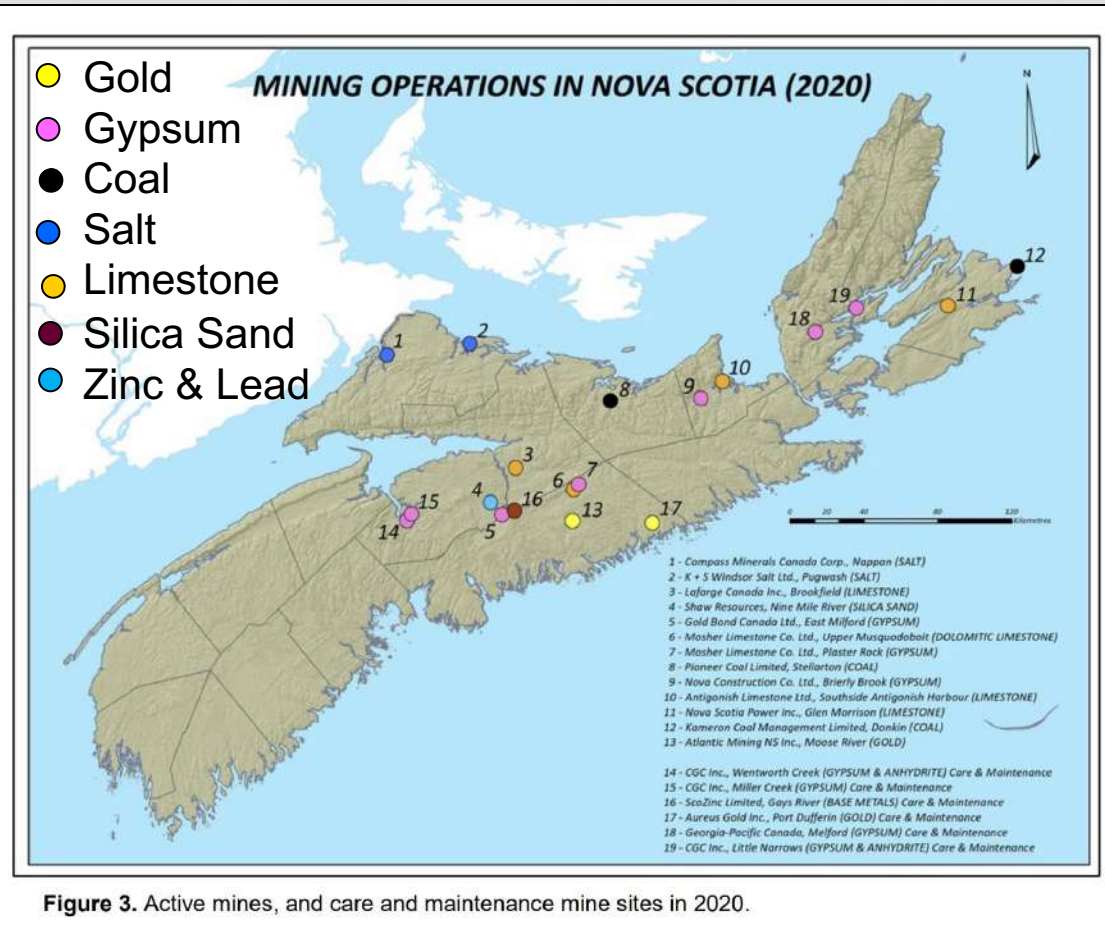 Gold
Gypsum
Coal
Salt
Limestone
Silica Sand
Zinc & Lead
MINING OPERATIONS IN NOVA SCOTIA (2020)
N
1
2
3
4
5
6
7
8
9
10
11
12
13
14
15
16
17
18
19
0 20 40 80 120
Kilometres
1 - Compass Minerals Canada Corp., Nappan (SALT)
2 - K + S Windsor Salt Ltd., Pugwash (SALT)
3 - Lafarge Canada Inc., Brookfield (LIMESTONE)
4 - Shaw Resources, Nine Mile River (SILICA SAND)
5 - Gold Bond Canada Ltd., East Milford (GYPSUM)
6 - Mosher Limestone Co. Ltd., Upper Musquodoboit (DOLOMITIC LIMESTONE)
7 - Mosher Limestone Co. Ltd., Plaster Rock (GYPSUM)
8 - Pioneer Coal Limited, Stellarton (COAL)
9 - Nova Construction Co. Ltd., Brierly Brook (GYPSUM)
10 - Antigonish Limestone Ltd., Southside Antigonish Harbour (LIMESTONE)
11 - Nova Scotia Power Inc., Glen Morrison (LIMESTONE)
12 - Kameron Coal Management Limited, Donkin (COAL)
13 - Atlantic Mining NS Inc., Moose River (GOLD)
14 - CGC Inc., Wentworth Creek (GYPSUM & ANHYDRITE) Care & Maintenance
15 - CGC Inc., Miller Creek (GYPSUM) Care & Maintenance
16 - ScoZinc Limited, Gays River (BASE METALS) Care & Maintenance
17 - Aureus Gold Inc., Port Dufferin (GOLD) Care & Maintenance
18 - Georgia-Pacific Canada, Melford (GYPSUM) Care & Maintenance
19 - CGC Inc., Little Narrows (GYPSUM & ANHYDRITE) Care & Maintenance
Figure 3. Active mines, and care and maintenance mine sites in 2020.